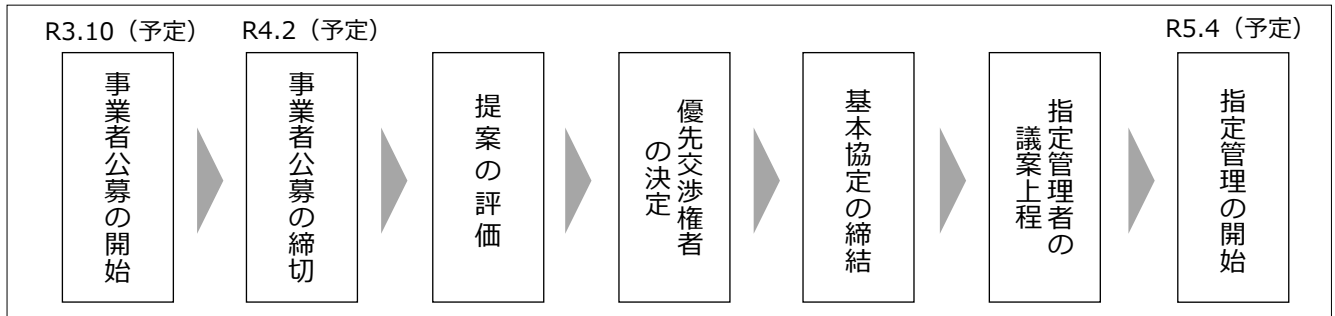 R3.10（予定）
R4.2（予定）
R5.4（予定）
事業者公募の開始
事業者公募の締切
提案の評価
優先交渉権者
の決定
基本協定の締結
指定管理者の
議案上程
指定管理の開始